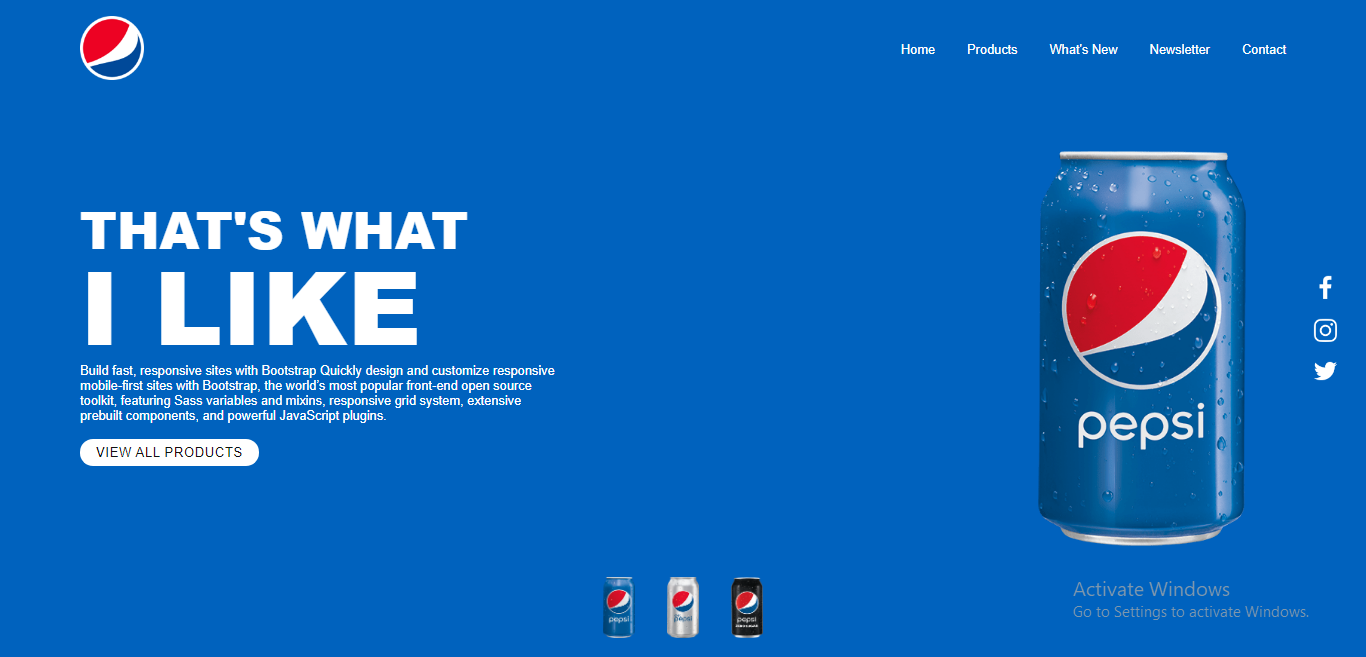 Home Products What's New Newsletter Contact
THAT'S WHAT
I LIKE
Build fast, responsive sites with Bootstrap Quickly design and customize responsive
mobile-first sites with Bootstrap, the world's most popular front-end open source
toolkit, featuring Sass variables and mixins, responsive grid system, extensive
prebuilt components, and powerful JavaScript plugins.
VIEW ALL PRODUCTS
pepsi
pepsi
pepsi
pepsi
Activate Windows
Go to Settings to activate Windows.